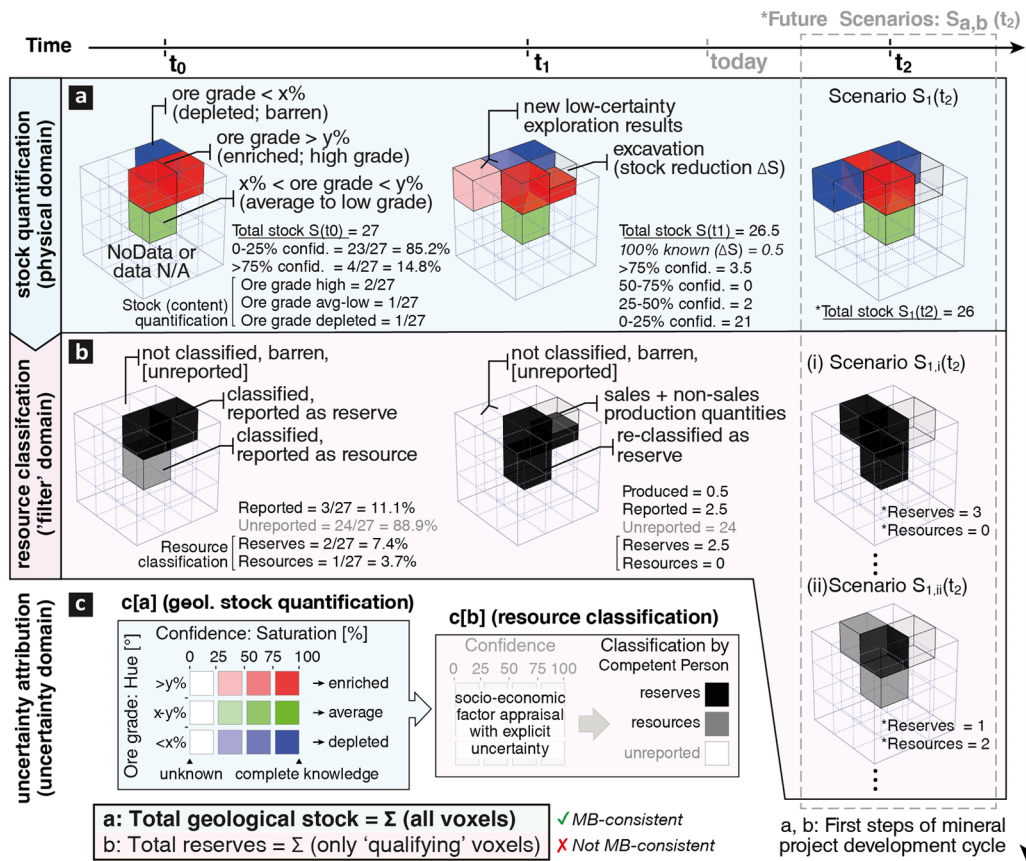 *Future Scenarios: Sa,b (t2)
Time
t0
t1
today
t2
stock quantification
(physical domain)
a
ore grade < x%
(depleted; barren)
ore grade > y%
(enriched; high grade)
x% < ore grade < y%
(average to low grade)
NoData or
data N/A
Total stock S(t0) = 27
0-25% confid. = 23/27 = 85.2%
>75% confid. = 4/27 = 14.8%
Stock (content)
quantification
Ore grade high = 2/27
Ore grade avg-low = 1/27
Ore grade depleted = 1/27
new low-certainty
exploration results
excavation
(stock reduction ΔS)
Total stock S(t1) = 26.5
100% known (ΔS) = 0.5
>75% confid. = 3.5
50-75% confid. = 0
25-50% confid. = 2
0-25% confid. = 21
Scenario S1(t2)
*Total stock S1(t2) = 26
resource classifcation
('filter' domain)
b
not classified, barren,
[unreported]
classified,
reported as reserve
classified,
reported as resource
Reported = 3/27 = 11.1%
Unreported = 24/27 = 88.9%
Resource
classification
Reserves = 2/27 = 7.4%
Resources = 1/27 = 3.7%
not classified, barren,
[unreported]
sales + non-sales
production quantities
re-classified as
reserve
Produced = 0.5
Reported = 2.5
Unreported = 24
Reserves = 2.5
Resources = 0
(i) Scenario S1,i(t2)
*Reserves = 3
*Resources = 0
(ii)Scenario S1,ii(t2)
*Reserves = 1
*Resources = 2
uncertainty attribution
(uncertainty domain)
c
c[a] (geol. stock quantification)
Confidence: Saturation [%]
0 25 50 75 100
Ore grade: Hue [°]
>y%
enriched
x-y%
average
<x%
depleted
unknown
complete knowledge
c[b] (resource classification)
Confidence
0 25 50 75 100
socio-economic
factor appraisal
with explicit
uncertainty
Classification by
Competent Person
reserves
resources
unreported
a: Total geological stock = Σ (all voxels)
✓ MB-consistent
b: Total reserves = Σ (only 'qualifying' voxels)
✗ Not MB-consistent
a, b: First steps of mineral
project development cycle